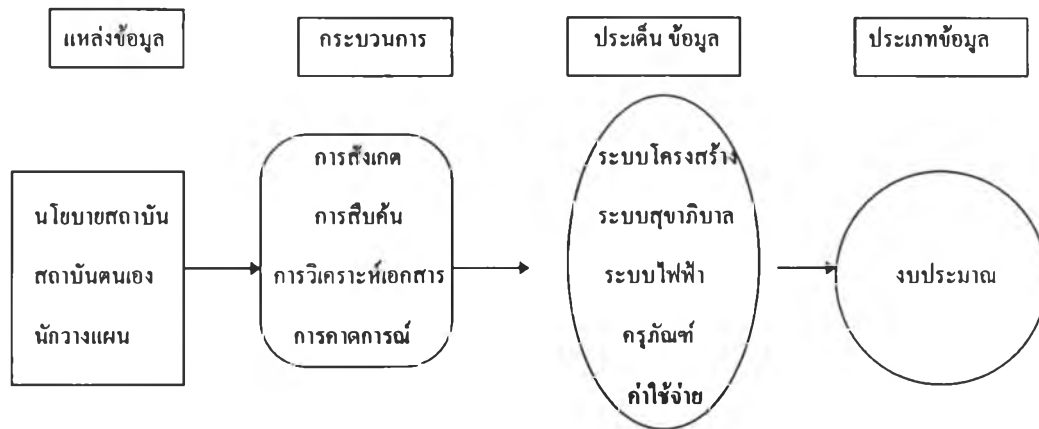 แหล่งข้อมูล
กระบวนการ
ประเด็น ข้อมูล
ประเภทข้อมูล
นโยบายสถาบัน
สถาบันตนเอง
นักวางแผน
การสังเกต
การสืบค้น
การวิเคราะห์เอกสาร
การคาดการณ์
ระบบโครงสร้าง
ระบบสุขาภิบาล
ระบบไฟฟ้า
ครุภัณฑ์
ค่าใช้จ่าย
งบประมาณ